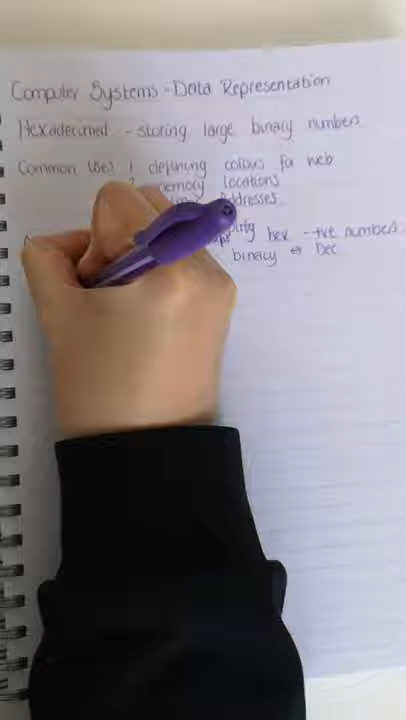 Computer Systems - Data Representation
Hexadecimal - storing large binary numbers
Common Uses 1 defining colours for web
memory locations
addresses.
hex -+ve numbers
binary ⇔ Dec